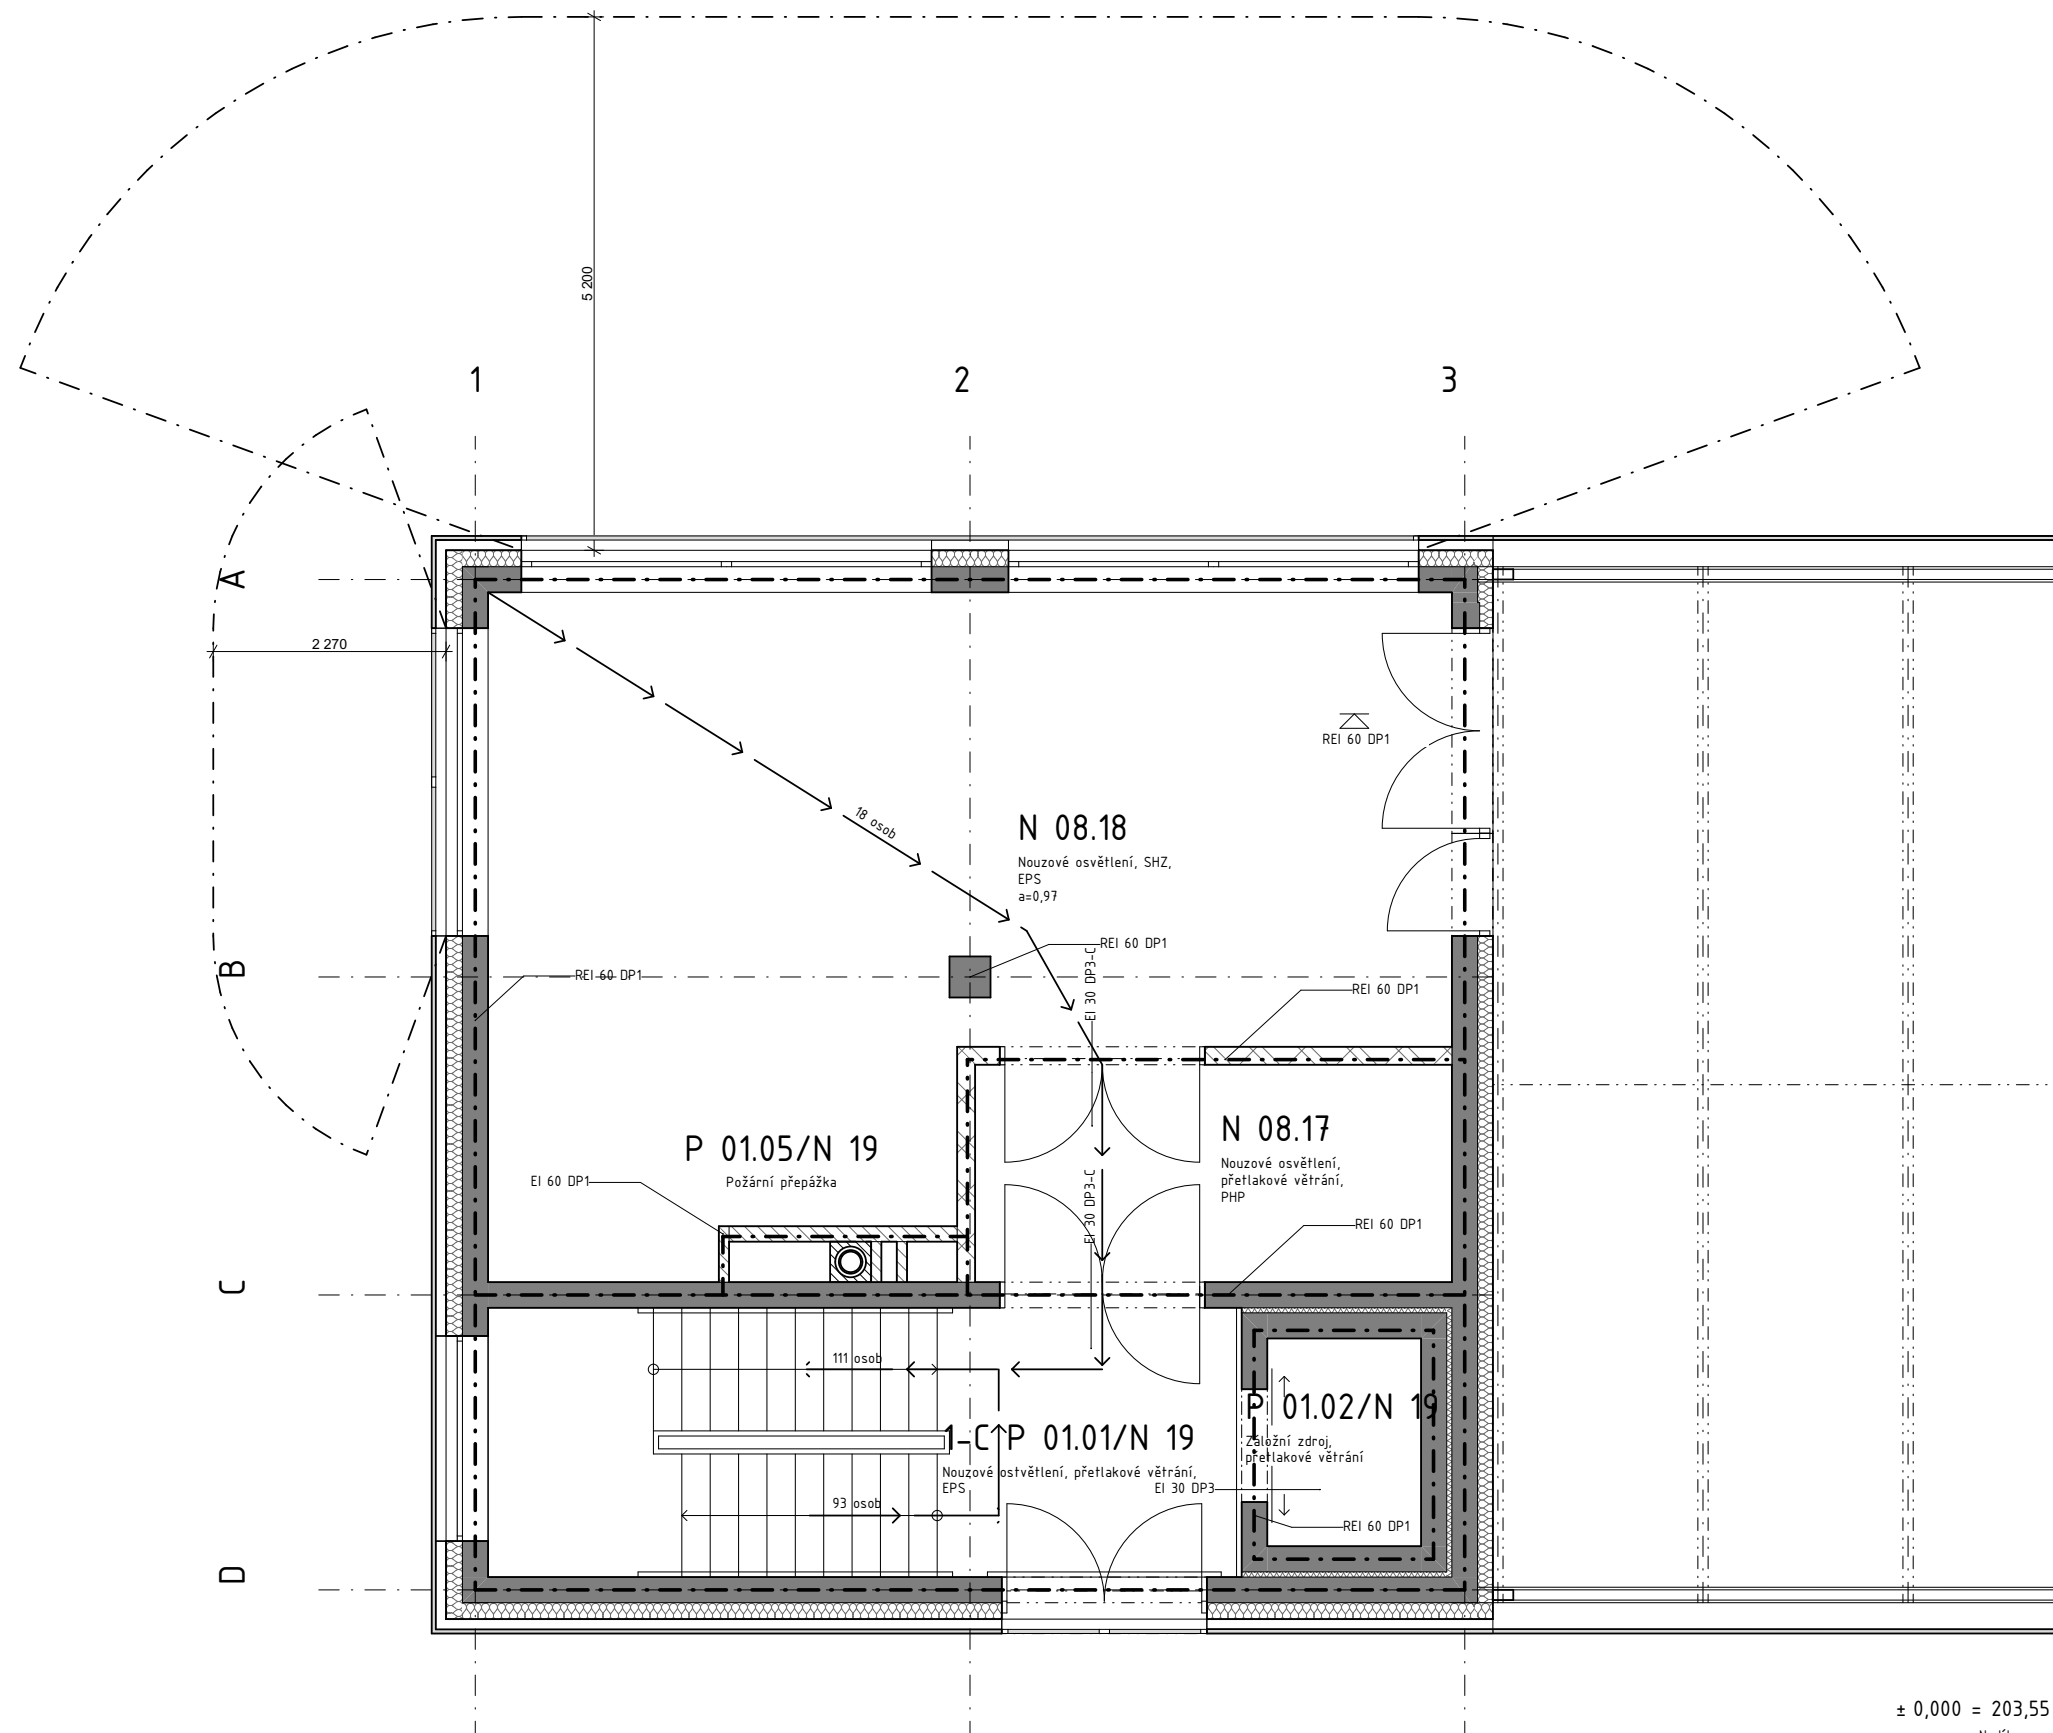 5 200
1
2
3
A
2 270
REI 60 DP1
18 osob
N 08.18
Nouzové osvětlení, SHZ,
EPS
a=0,97
B
REI 60 DP1
REI 60 DP1
EI 30 DP3-C
REI 60 DP1
N 08.17
Nouzové osvětlení,
přetlakové větrání,
PHP
P 01.05/N 19
Požární přepážka
EI 60 DP1
EI 30 DP3-C
REI 60 DP1
C
111 osob
P 01.02/N 19
Záložní zdroj,
přetlakové větrání
1-C P 01.01/N 19
Nouzové ostvětlení, přetlakové větrání,
EPS
EI 30 DP3
93 osob
REI 60 DP1
D
± 0,000 = 203,55